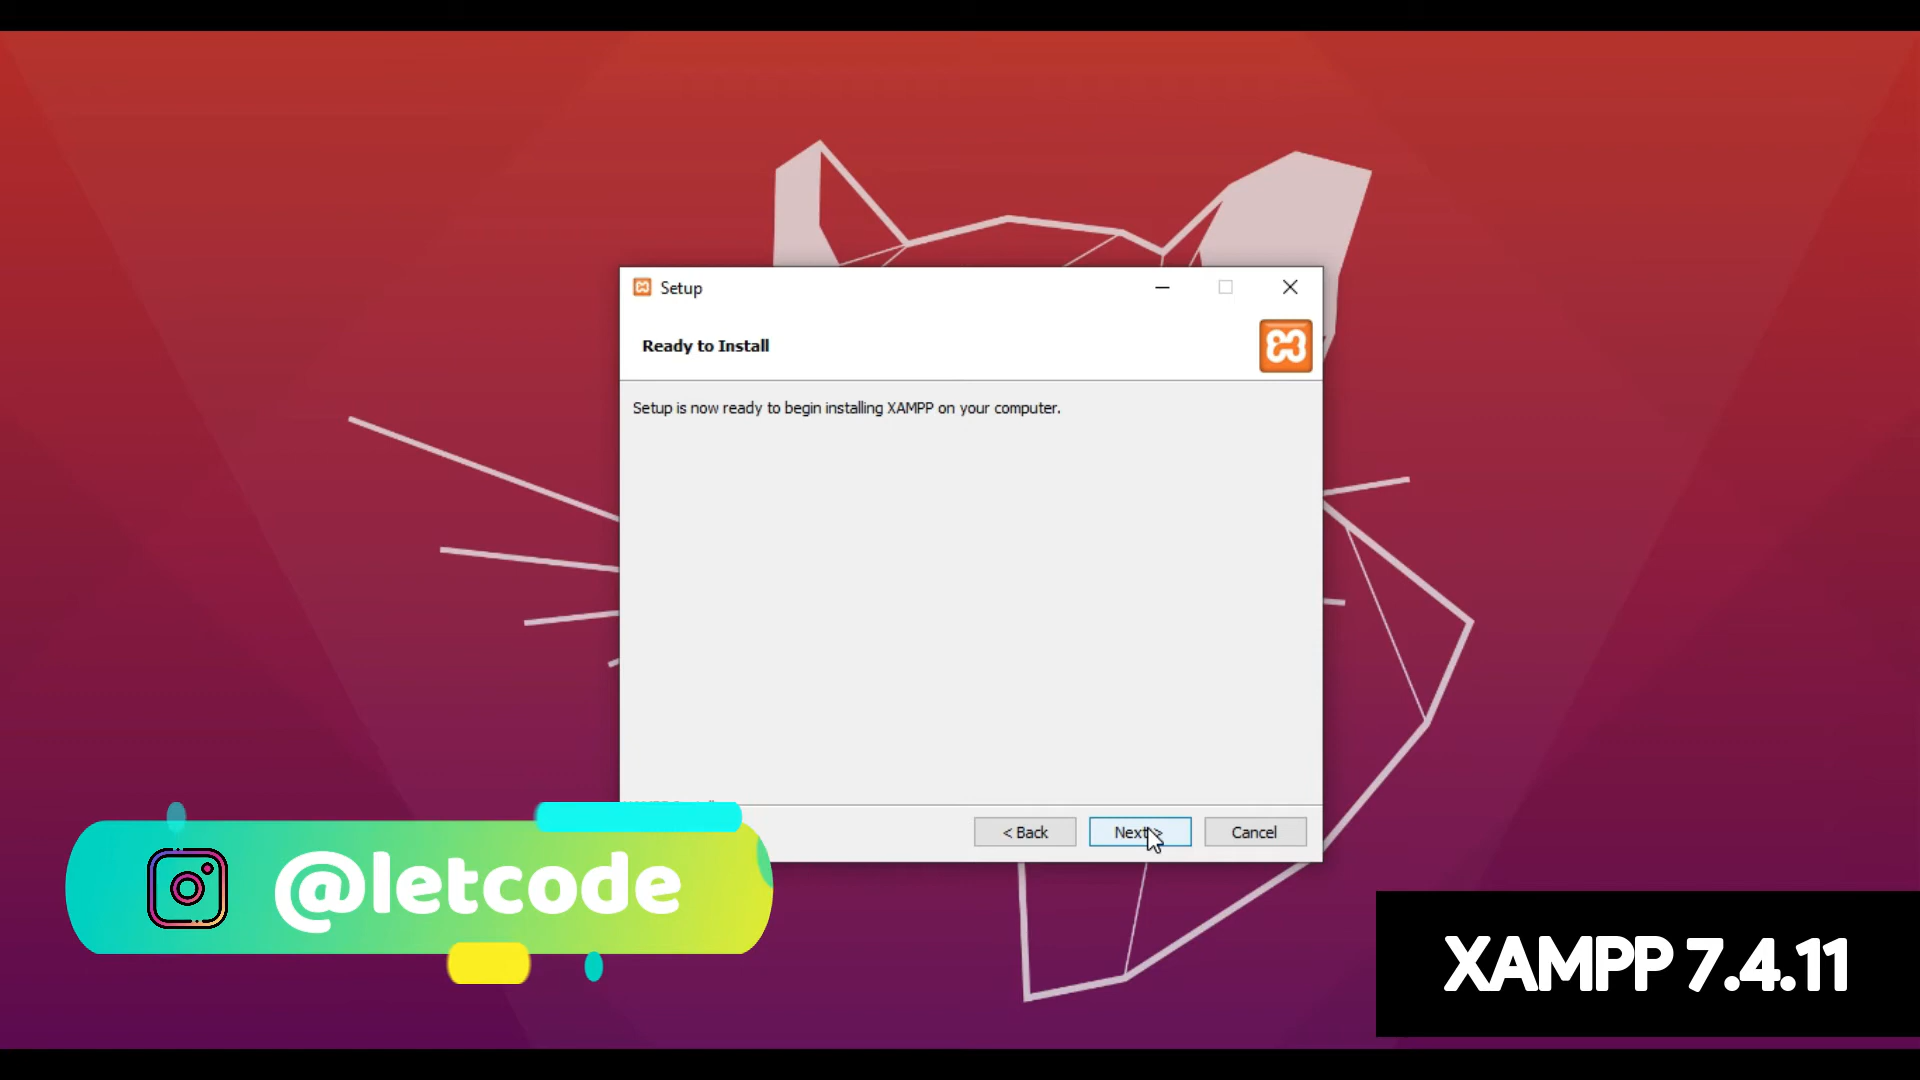 Setup
Ready to Install
Setup is now ready to begin installing XAMPP on your computer.
< Back
Next >
Cancel
@letcode
XAMPP 7.4.11